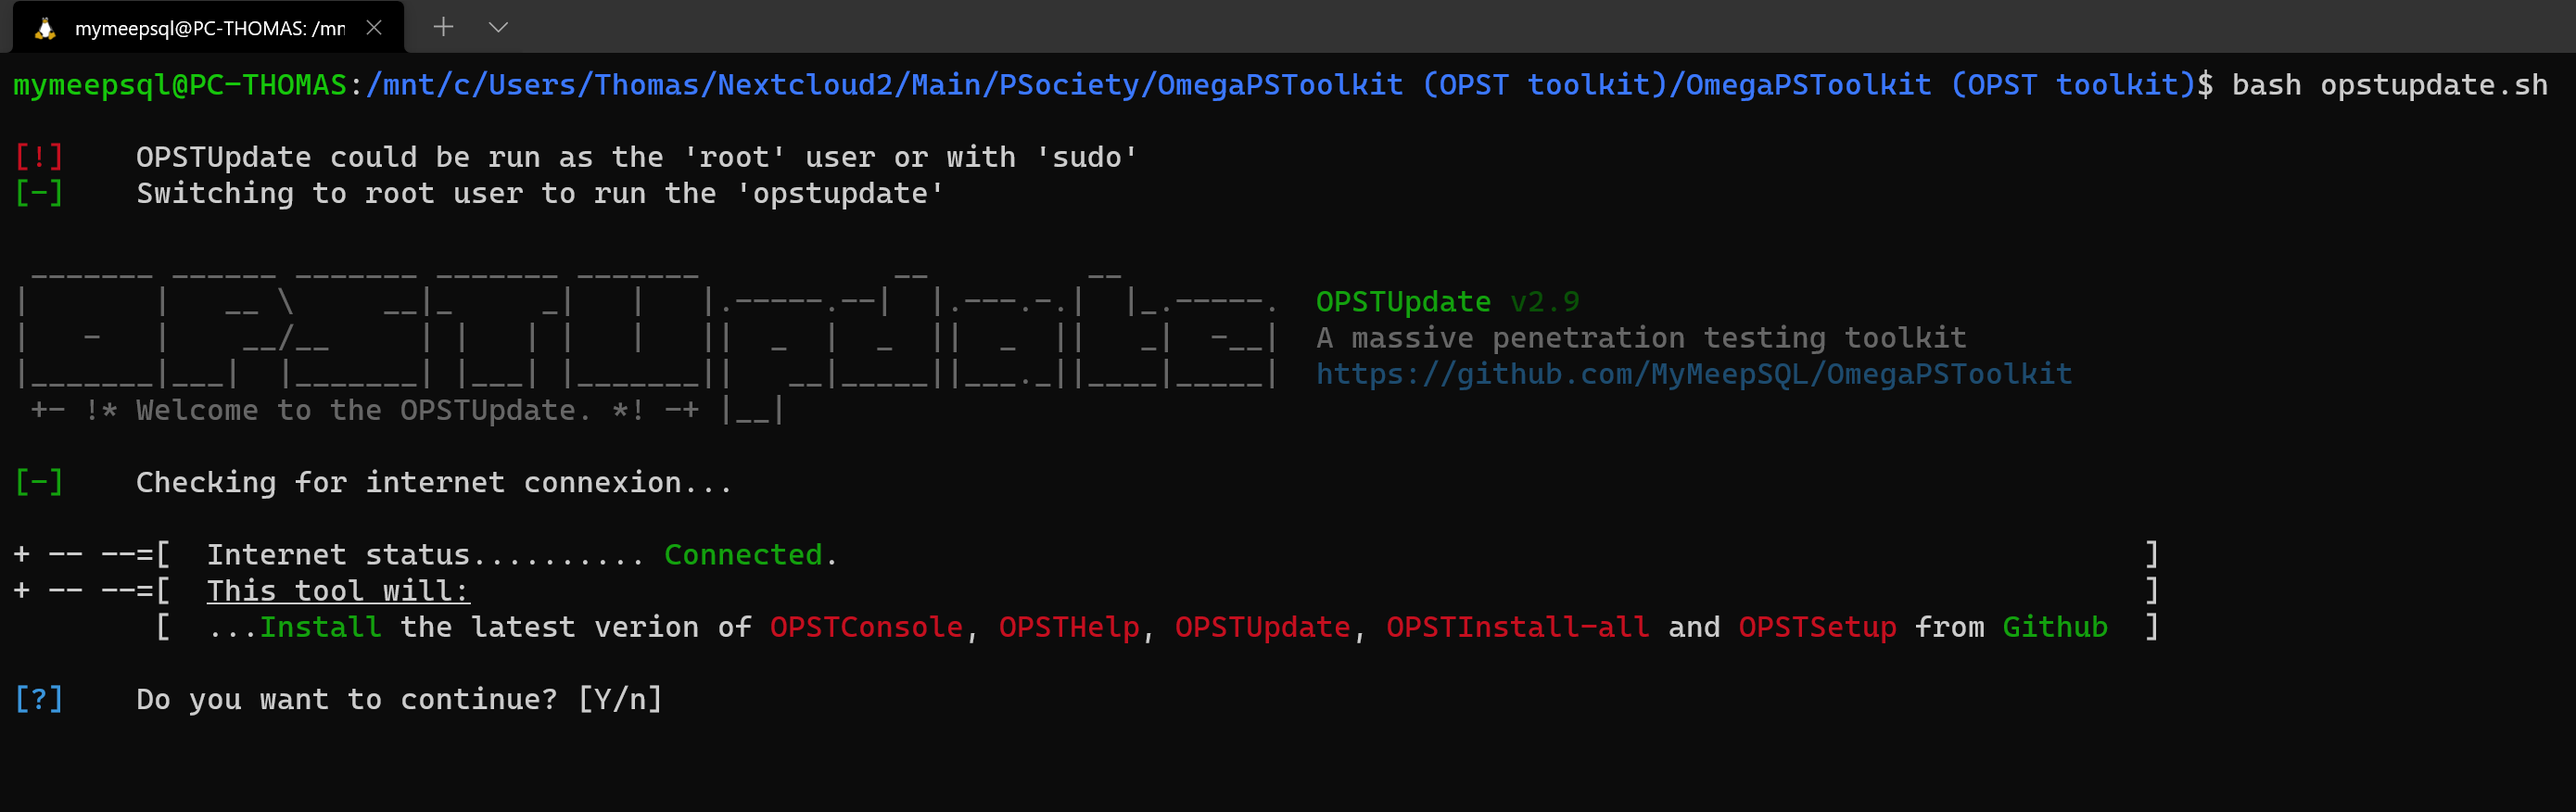 mymeepsql@PC-THOMAS: /mn
mymeepsql@PC-THOMAS:/mnt/c/Users/Thomas/Nextcloud2/Main/PSociety/OmegaPSToolkit (OPST toolkit)/OmegaPSToolkit (OPST toolkit)$ bash opstupdate.sh
[!] OPSTUpdate could be run as the 'root' user or with 'sudo'
[-] Switching to root user to run the 'opstupdate'
OPSTUpdate
OPSTUpdate v2.9
A massive penetration testing toolkit
https://github.com/MyMeepSQL/OmegaPSToolkit
+- !* Welcome to the OPSTUpdate. *! -+
[-] Checking for internet connexion...
+ -- --=[ Internet status.......... Connected. ]
+ -- --=[ This tool will: ]
[ ...Install the latest verion of OPSTConsole, OPSTHelp, OPSTUpdate, OPSTInstall-all and OPSTSetup from Github ]
[?] Do you want to continue? [Y/n]